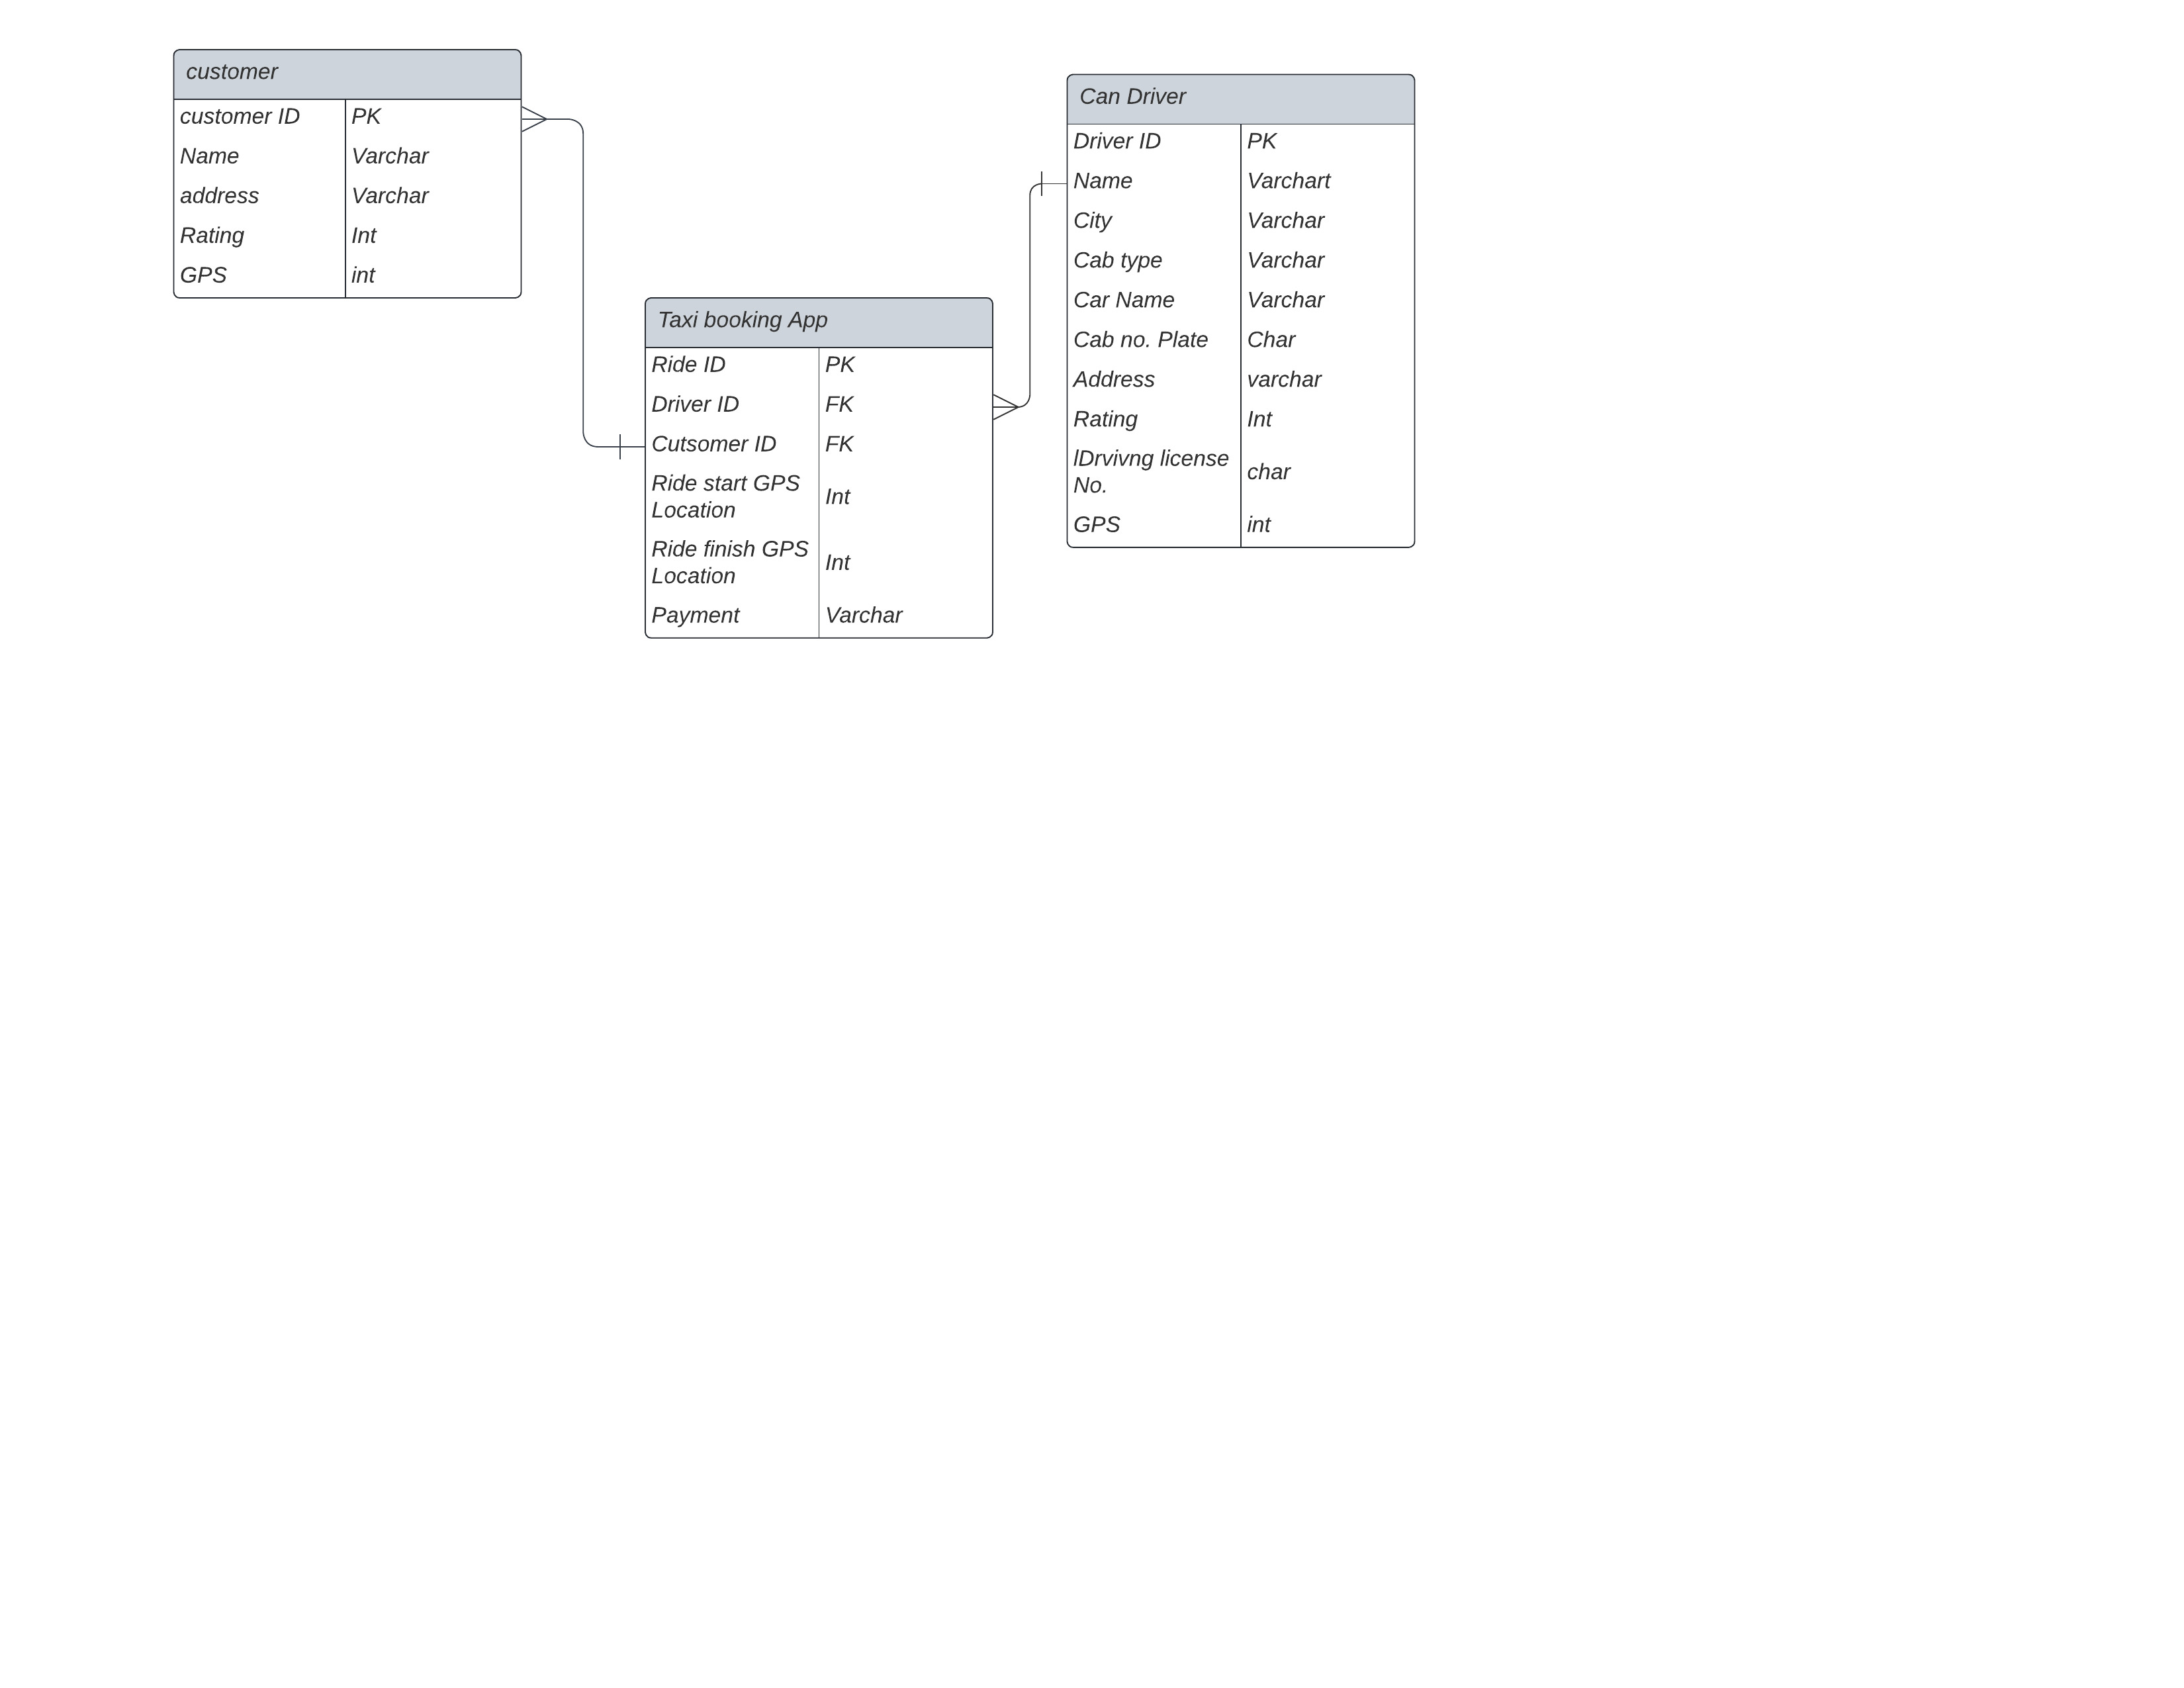 customer
customer ID PK
Name Varchar
address Varchar
Rating Int
GPS int
Taxi booking App
Ride ID PK
Driver ID FK
Cutsomer ID FK
Ride start GPS
Location Int
Ride finish GPS
Location Int
Payment Varchar
Can Driver
Driver ID PK
Name Varchart
City Varchar
Cab type Varchar
Car Name Varchar
Cab no. Plate Char
Address varchar
Rating Int
lDrvivng license
No. char
GPS int